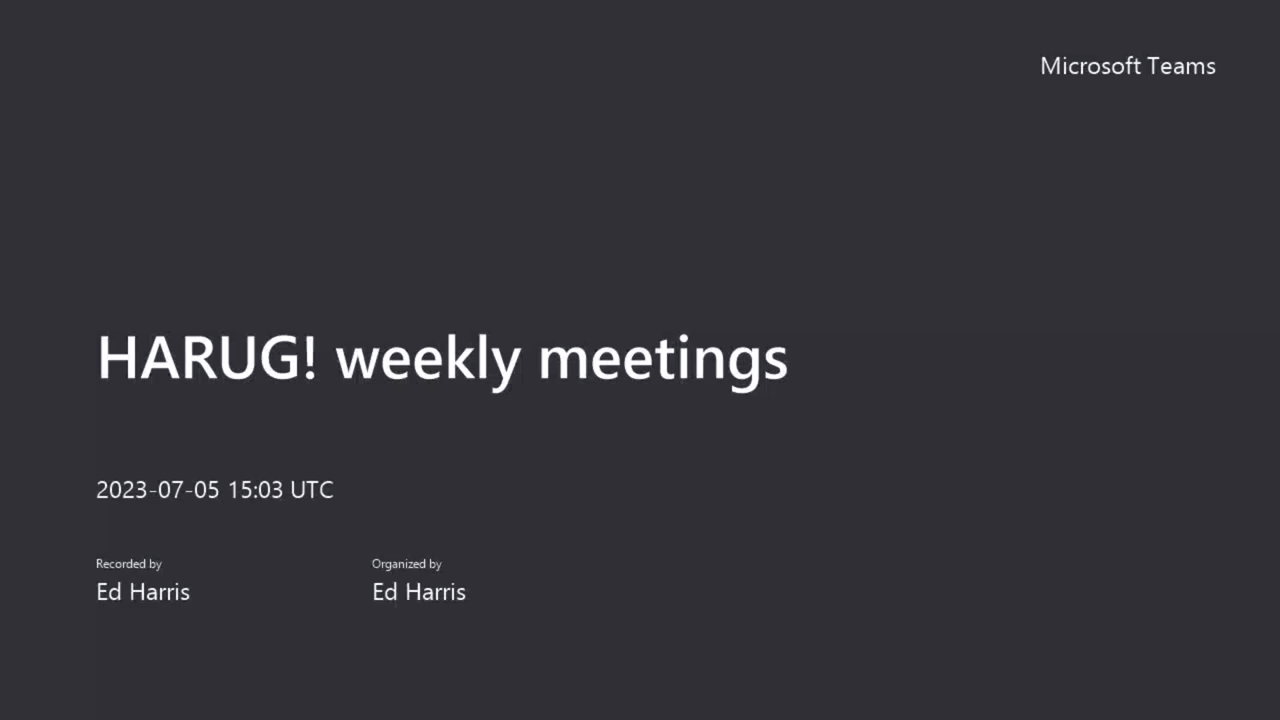 Microsoft Teams
HARUG! weekly meetings
2023-07-05 15:03 UTC
Recorded by
Ed Harris
Organized by
Ed Harris